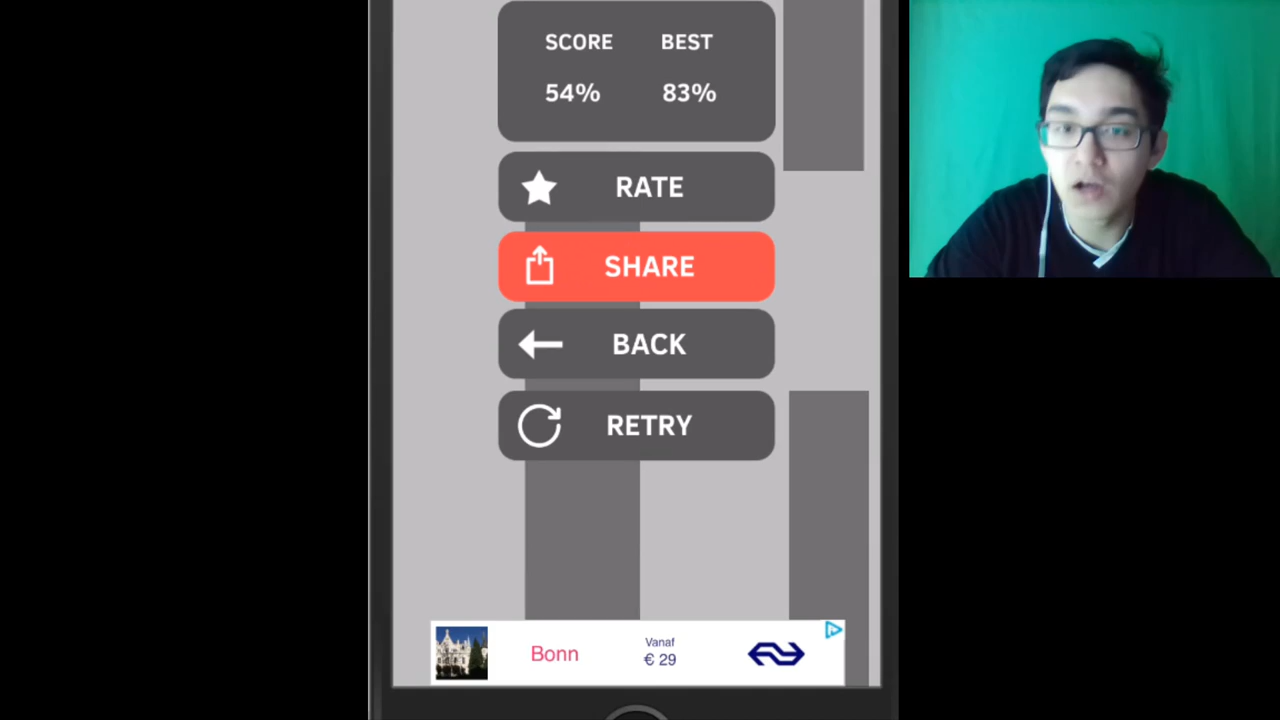 SCORE BEST
54% 83%
RATE
SHARE
BACK
RETRY
Bonn
Vanaf
€ 29